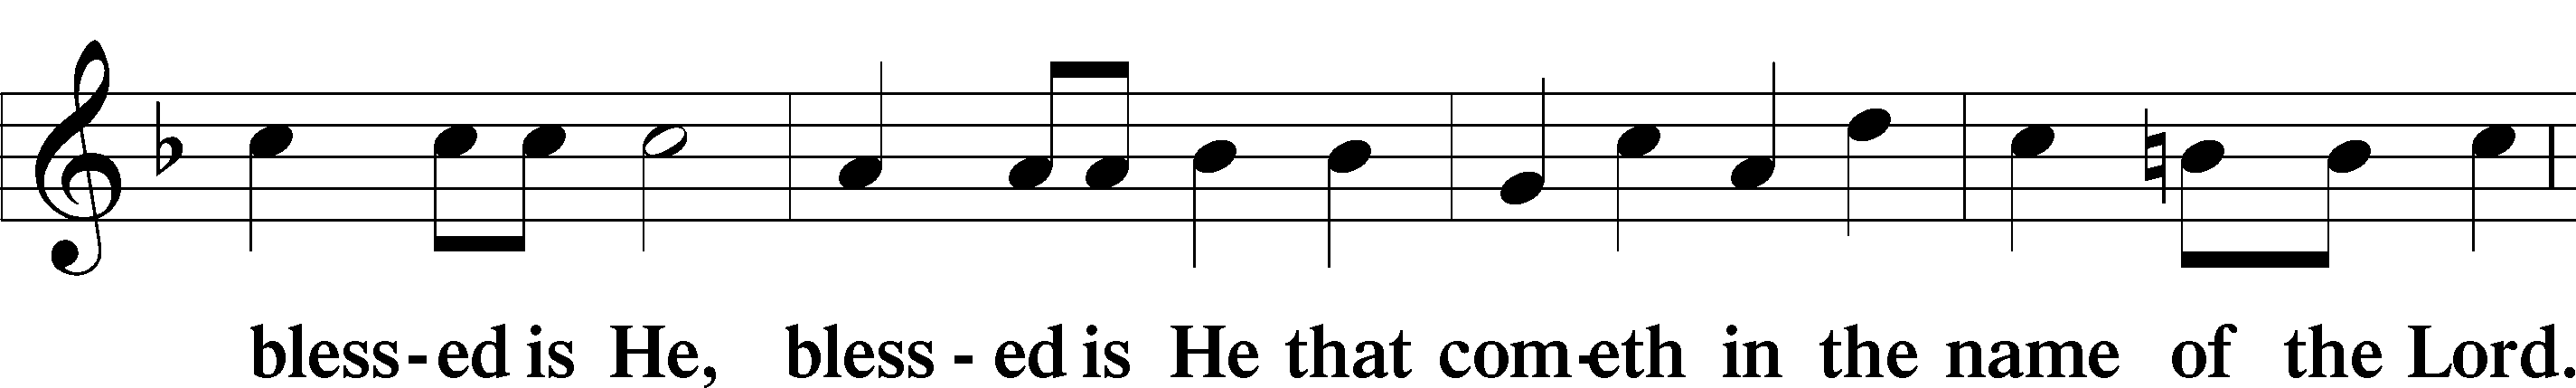 bless-ed is He, bless - ed is He that com-eth in the name of the Lord.